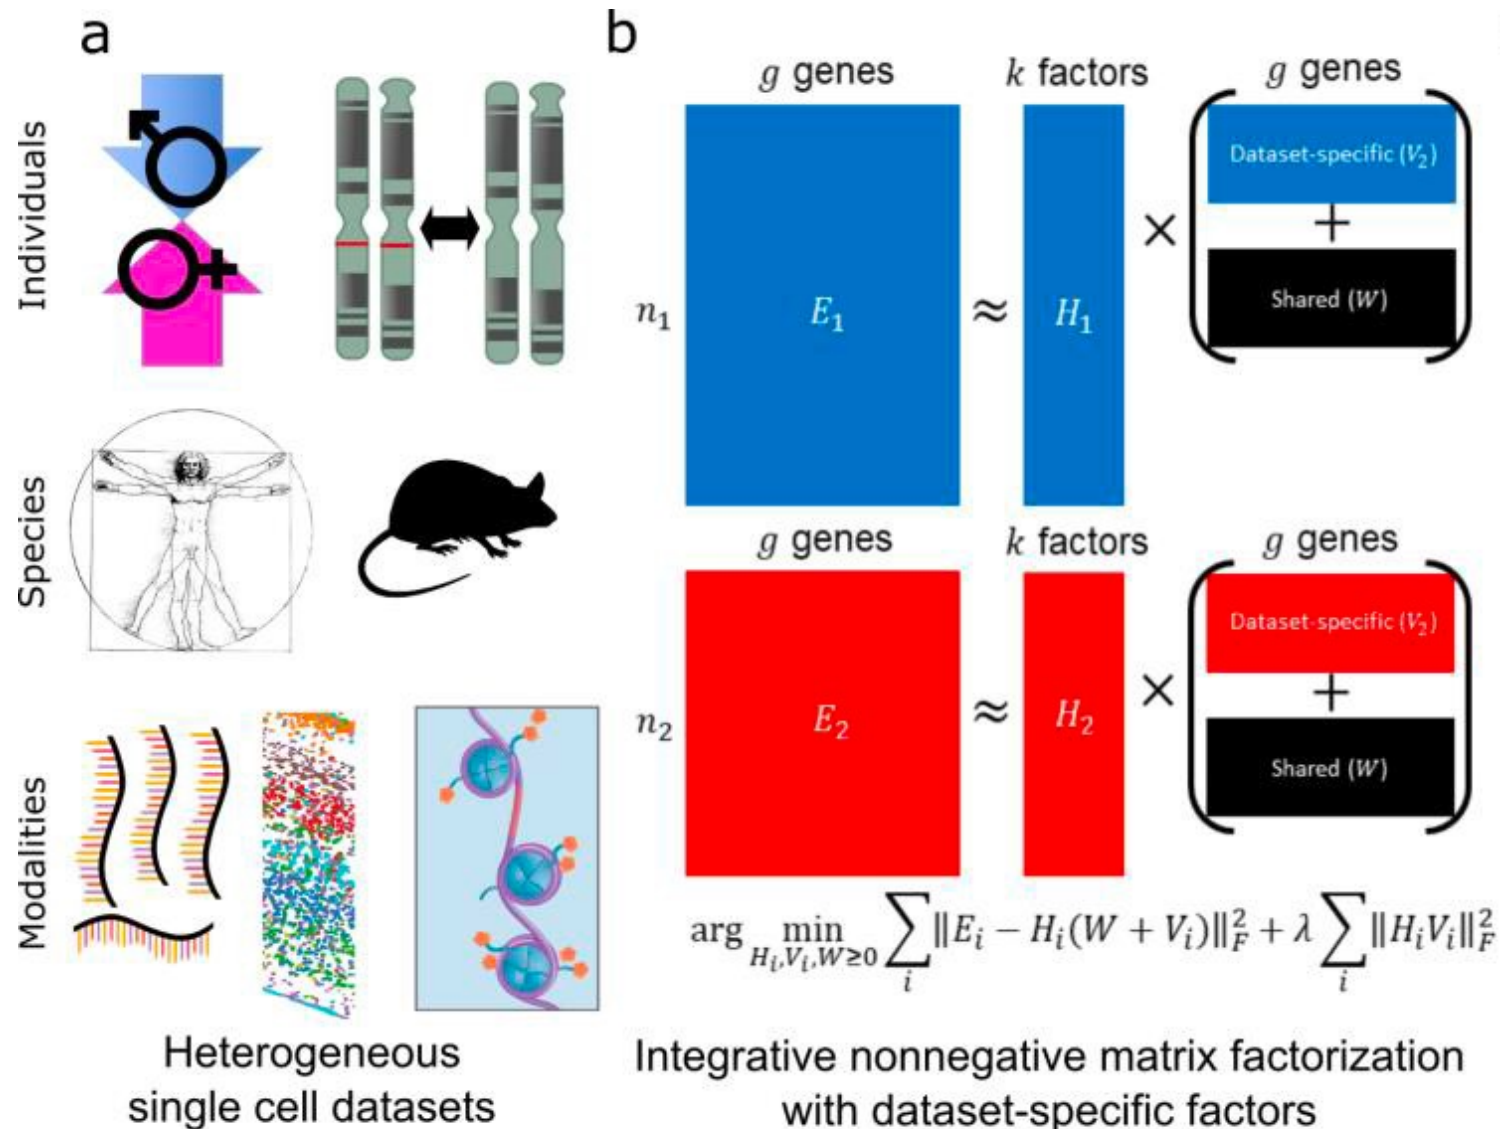 a
Individuals
Species
Modalities
Heterogeneous
single cell datasets
b
g genes
k factors
g genes
n₁
E₁
≈
H₁
×
Dataset-specific (V₂)
+
Shared (W)
g genes
k factors
g genes
n₂
E₂
≈
H₂
×
Dataset-specific (V₂)
+
Shared (W)
arg min_{H_i,V_i,W≥0} ∑_i ‖E_i − H_i(W + V_i)‖²_F + λ ∑_i ‖H_iV_i‖²_F
Integrative nonnegative matrix factorization
with dataset-specific factors